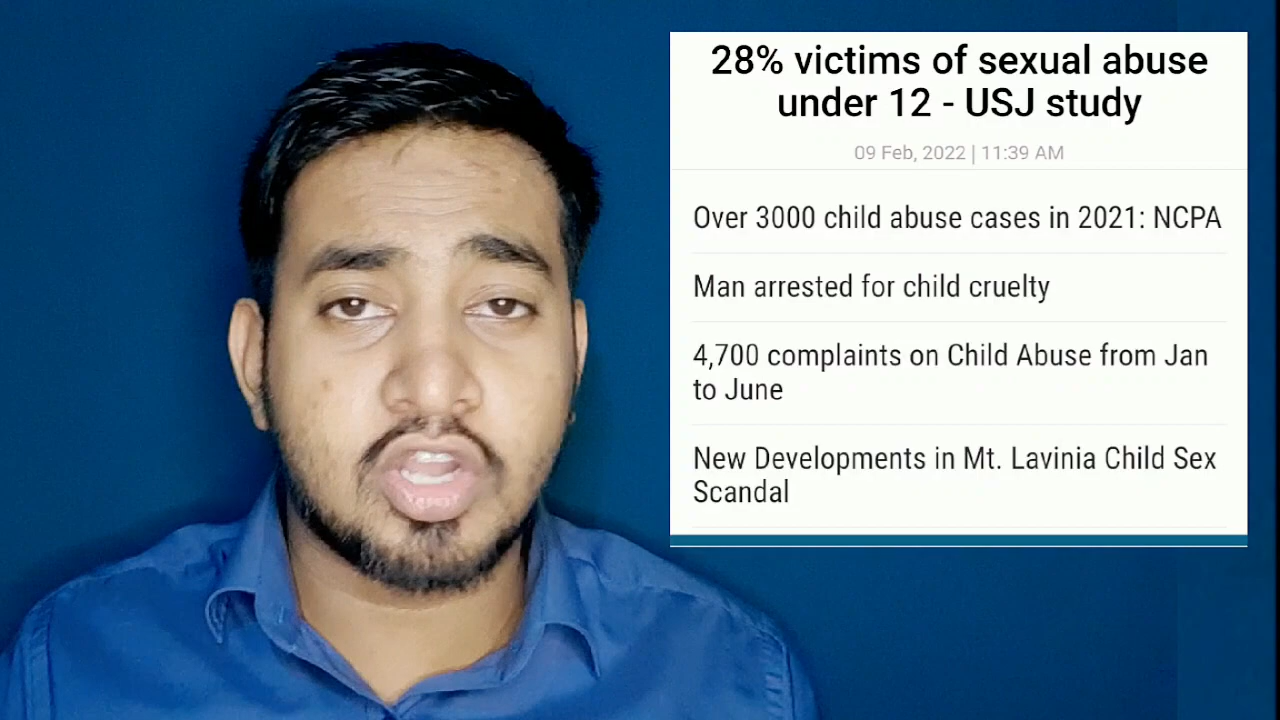 28% victims of sexual abuse
under 12 - USJ study
09 Feb, 2022 | 11:39 AM
Over 3000 child abuse cases in 2021: NCPA
Man arrested for child cruelty
4,700 complaints on Child Abuse from Jan
to June
New Developments in Mt. Lavinia Child Sex
Scandal